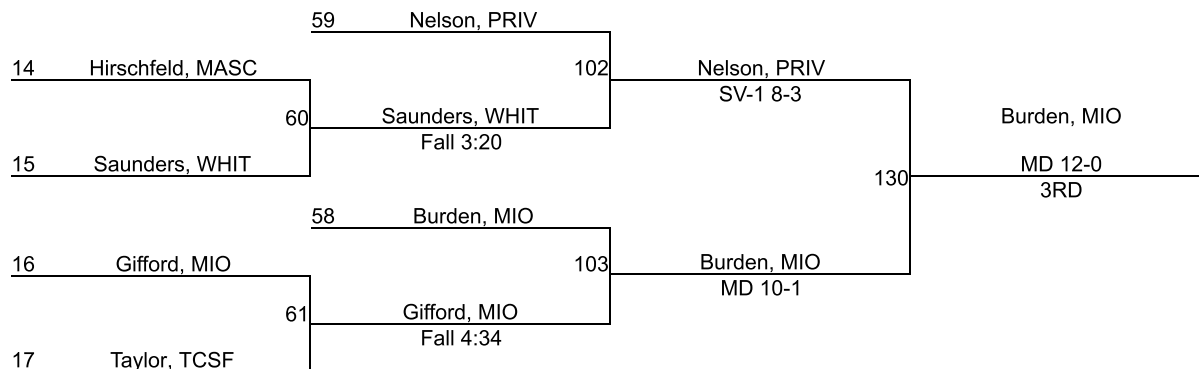 59 Nelson, PRIV
14 Hirschfeld, MASC
102 Nelson, PRIV
SV-1 8-3
60 Saunders, WHIT
Fall 3:20
Burden, MIO
15 Saunders, WHIT
MD 12-0
130
3RD
58 Burden, MIO
16 Gifford, MIO
103 Burden, MIO
MD 10-1
61 Gifford, MIO
Fall 4:34
17 Taylor, TCSF